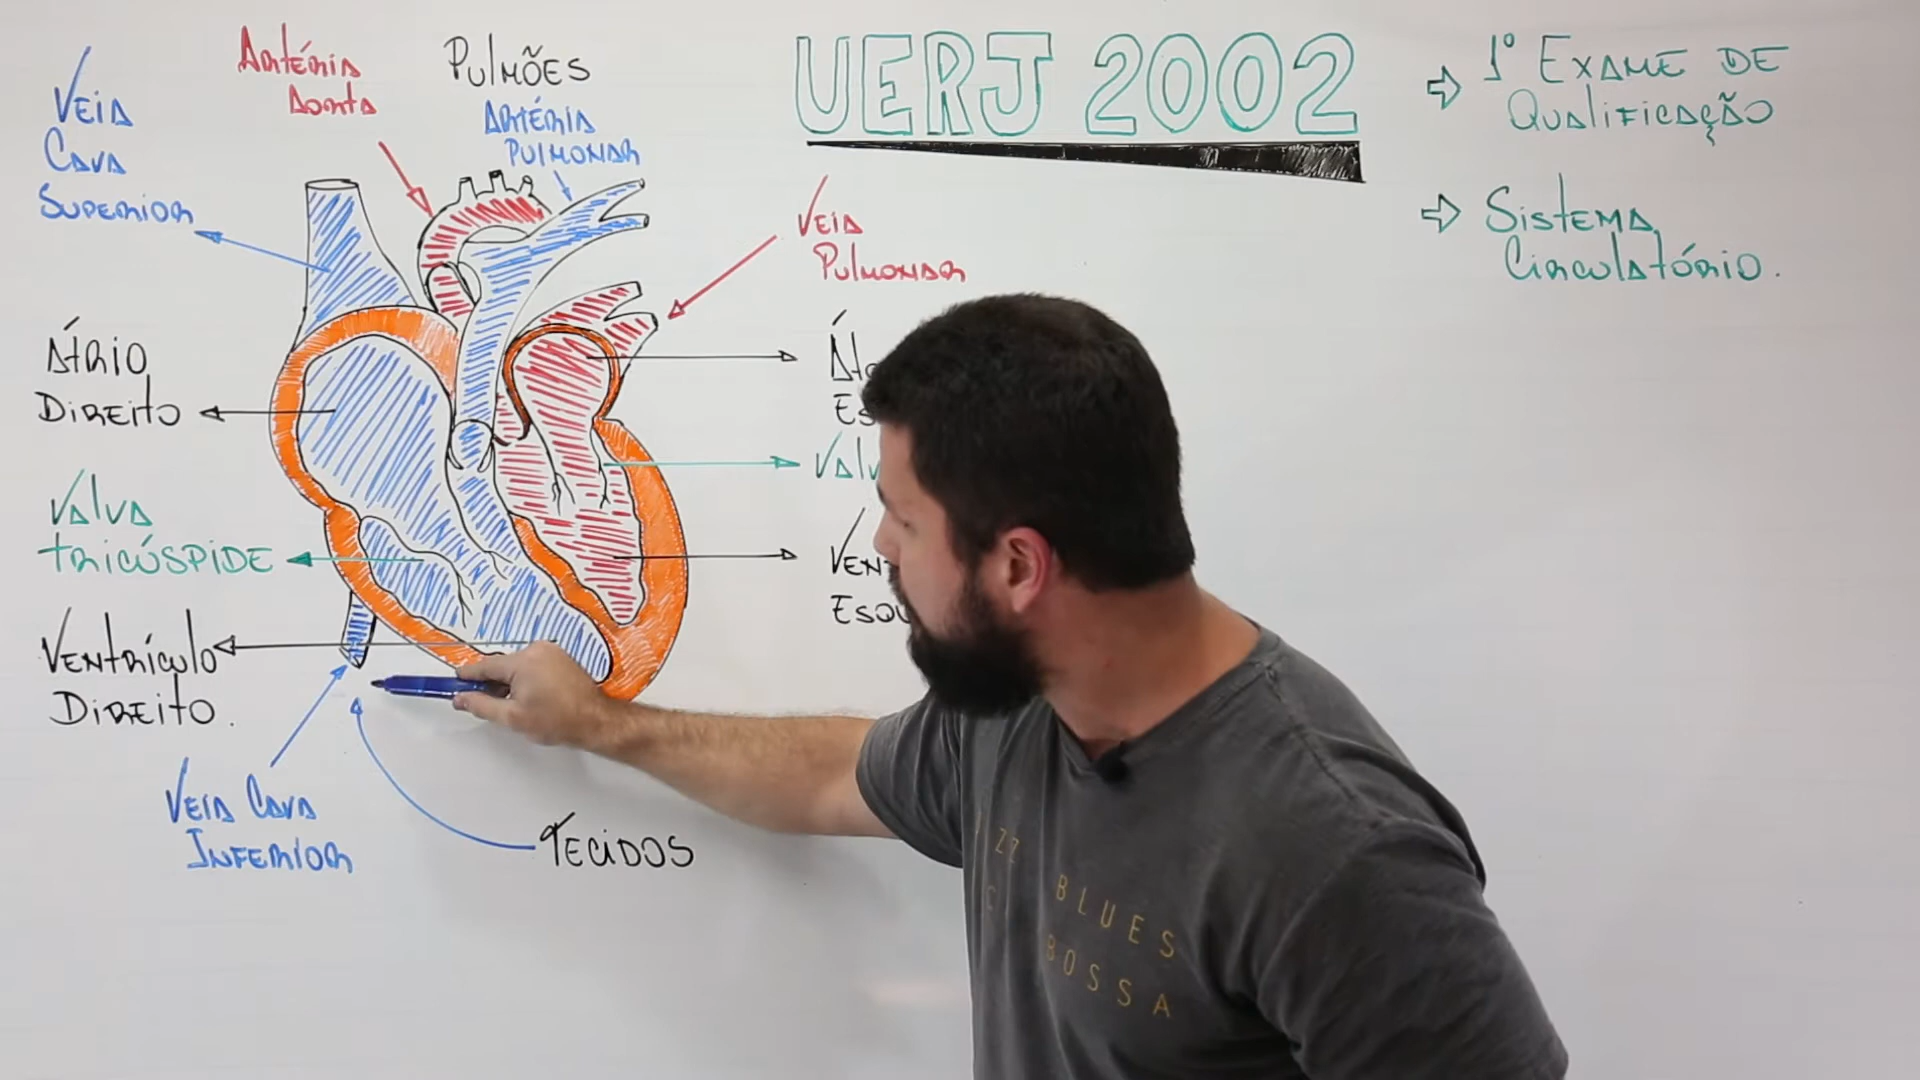 Artéria
Aorta
Pulmões
Artéria
Pulmonar
Veia
Cava
Superior
UERJ 2002
1º Exame de
Qualificação
Sistema
Circulatório.
Veia
Pulmonar
Átrio
Direito
Valva
Tricúspide
Ventrículo
Direito.
Veia Cava
Inferior
Tecidos
BLUES
BOSSA